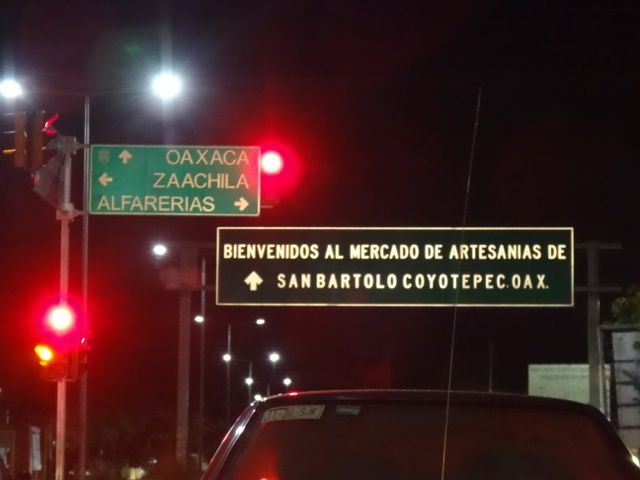 OAXACA
ZAACHILA
ALFARERIAS
BIENVENIDOS AL MERCADO DE ARTESANIAS DE
SAN BARTOLO COYOTEPEC. OAX.